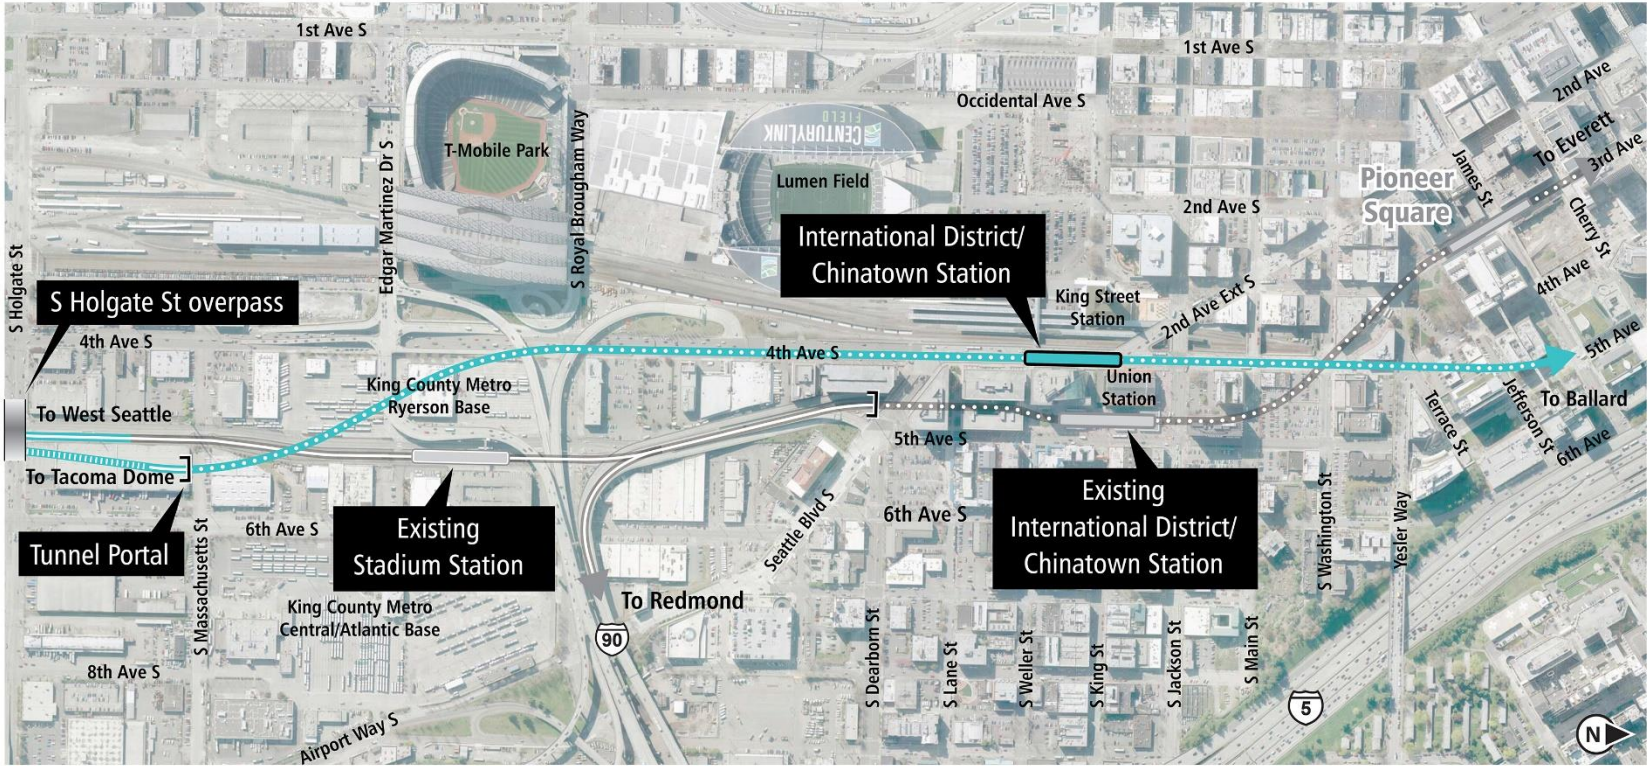 1st Ave S
1st Ave S
2nd Ave
Occidental Ave S
CENTURYLINK
FIELD
To Everett
3rd Ave
T-Mobile Park
S Royal Brougham Way
Edgar Martinez Dr S
James St
Lumen Field
Pioneer
Square
2nd Ave S
Cherry St
International District/
Chinatown Station
4th Ave
S Holgate St
S Holgate St overpass
King Street
Station
2nd Ave Ext S
4th Ave S
4th Ave S
5th Ave
King County Metro
Ryerson Base
Union
Station
To Ballard
To West Seattle
Terrace St
Jefferson St
6th Ave
5th Ave S
To Tacoma Dome
Existing
International District/
Chinatown Station
6th Ave S
6th Ave S
Existing
Stadium Station
Tunnel Portal
S Massachusetts St
Seattle Blvd S
S Washington St
Yesler Way
King County Metro
Central/Atlantic Base
To Redmond
90
8th Ave S
S Dearborn St
S Lane St
S Weller St
S King St
S Jackson St
S Main St
5
Airport Way S
N